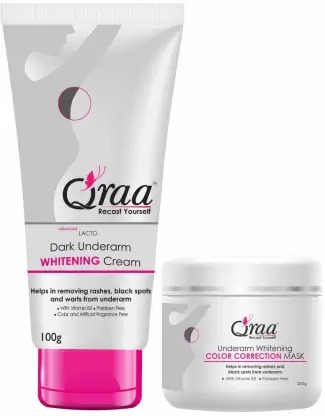 Qraa
Recast Yourself
advanced
LACTO
Dark Underarm
WHITENING Cream
Helps in removing rashes, black spots
and warts from underarm
• With Vitamin B3 • Paraben Free
• Color and Artificial Fragrance Free
100g
Qraa
Recast Yourself
Underarm Whitening
COLOR CORRECTION MASK
Helps in removing rashes and
black spots from underarm
• With Vitamin B3 • Paraben Free